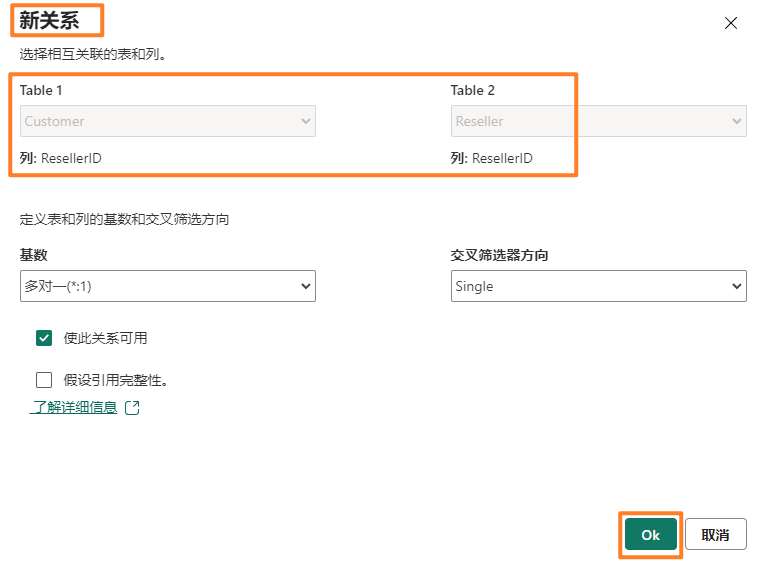 新关系
选择相互关联的表和列。
Table 1
Table 2
Customer
Reseller
列: ResellerID
列: ResellerID
定义表和列的基数和交叉筛选方向
基数
交叉筛选器方向
多对一(*:1)
Single
使此关系可用
假设引用完整性。
了解详细信息
Ok
取消